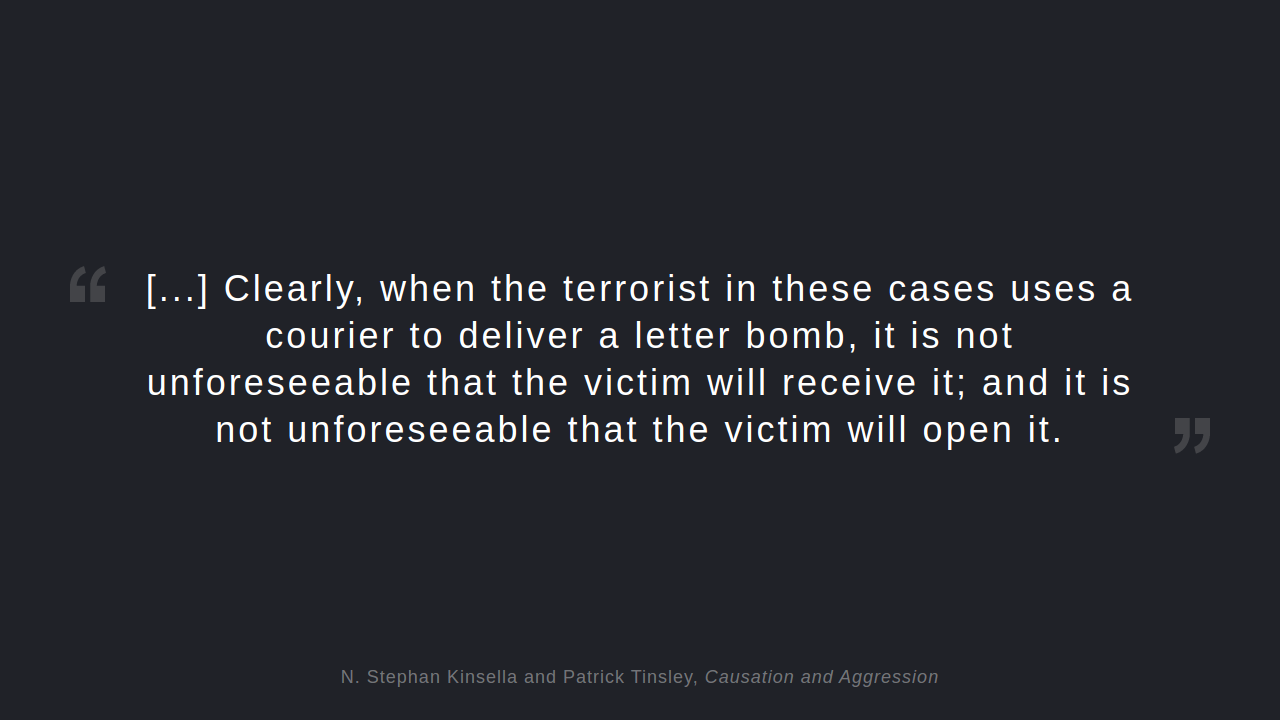 “ [...] Clearly, when the terrorist in these cases uses a
courier to deliver a letter bomb, it is not
unforeseeable that the victim will receive it; and it is
not unforeseeable that the victim will open it. ”
N. Stephan Kinsella and Patrick Tinsley, Causation and Aggression